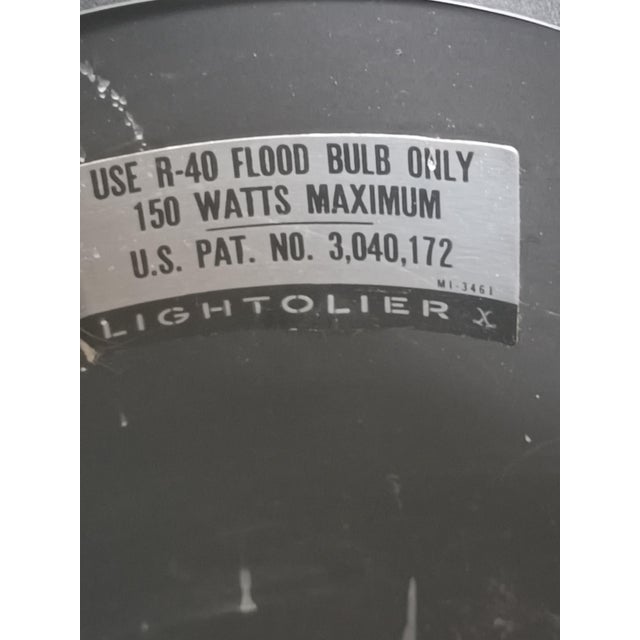 USE R-40 FLOOD BULB ONLY
150 WATTS MAXIMUM
U.S. PAT. NO. 3,040,172
MI-3461
LIGHTOLIER X